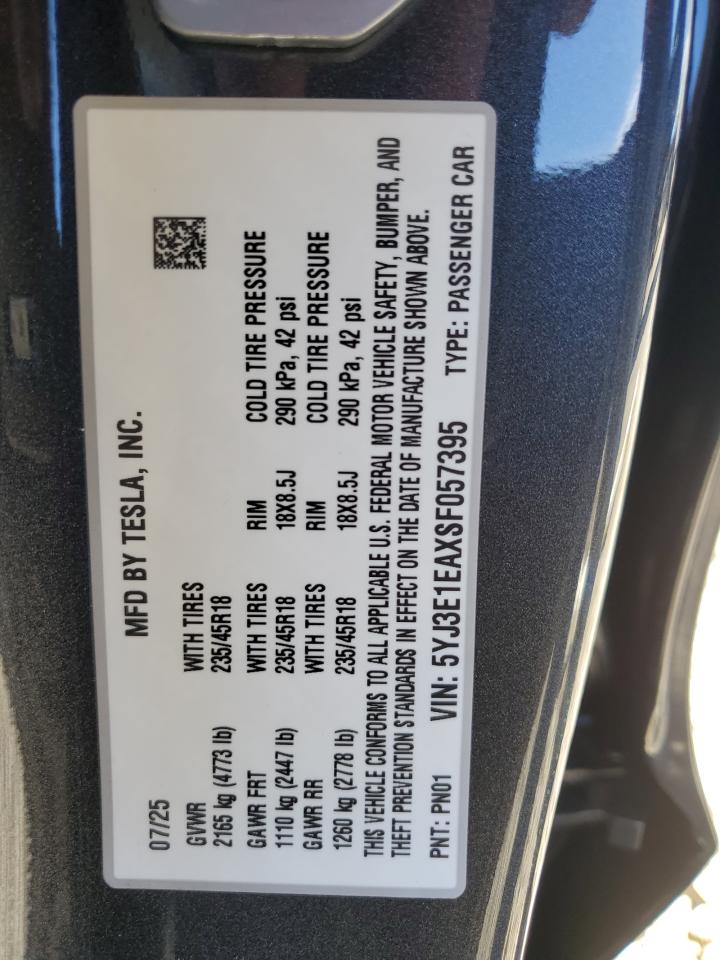 MFD BY TESLA, INC.
07/25
GVWR WITH TIRES
2165 kg (4773 lb) 235/45R18
GAWR FRT WITH TIRES RIM COLD TIRE PRESSURE
1110 kg (2447 lb) 235/45R18 18X8.5J 290 kPa, 42 psi
GAWR RR WITH TIRES RIM COLD TIRE PRESSURE
1260 kg (2778 lb) 235/45R18 18X8.5J 290 kPa, 42 psi
THIS VEHICLE CONFORMS TO ALL APPLICABLE U.S. FEDERAL MOTOR VEHICLE SAFETY, BUMPER, AND
THEFT PREVENTION STANDARDS IN EFFECT ON THE DATE OF MANUFACTURE SHOWN ABOVE.
PNT: PN01 VIN: 5YJ3E1EAXSF057395 TYPE: PASSENGER CAR